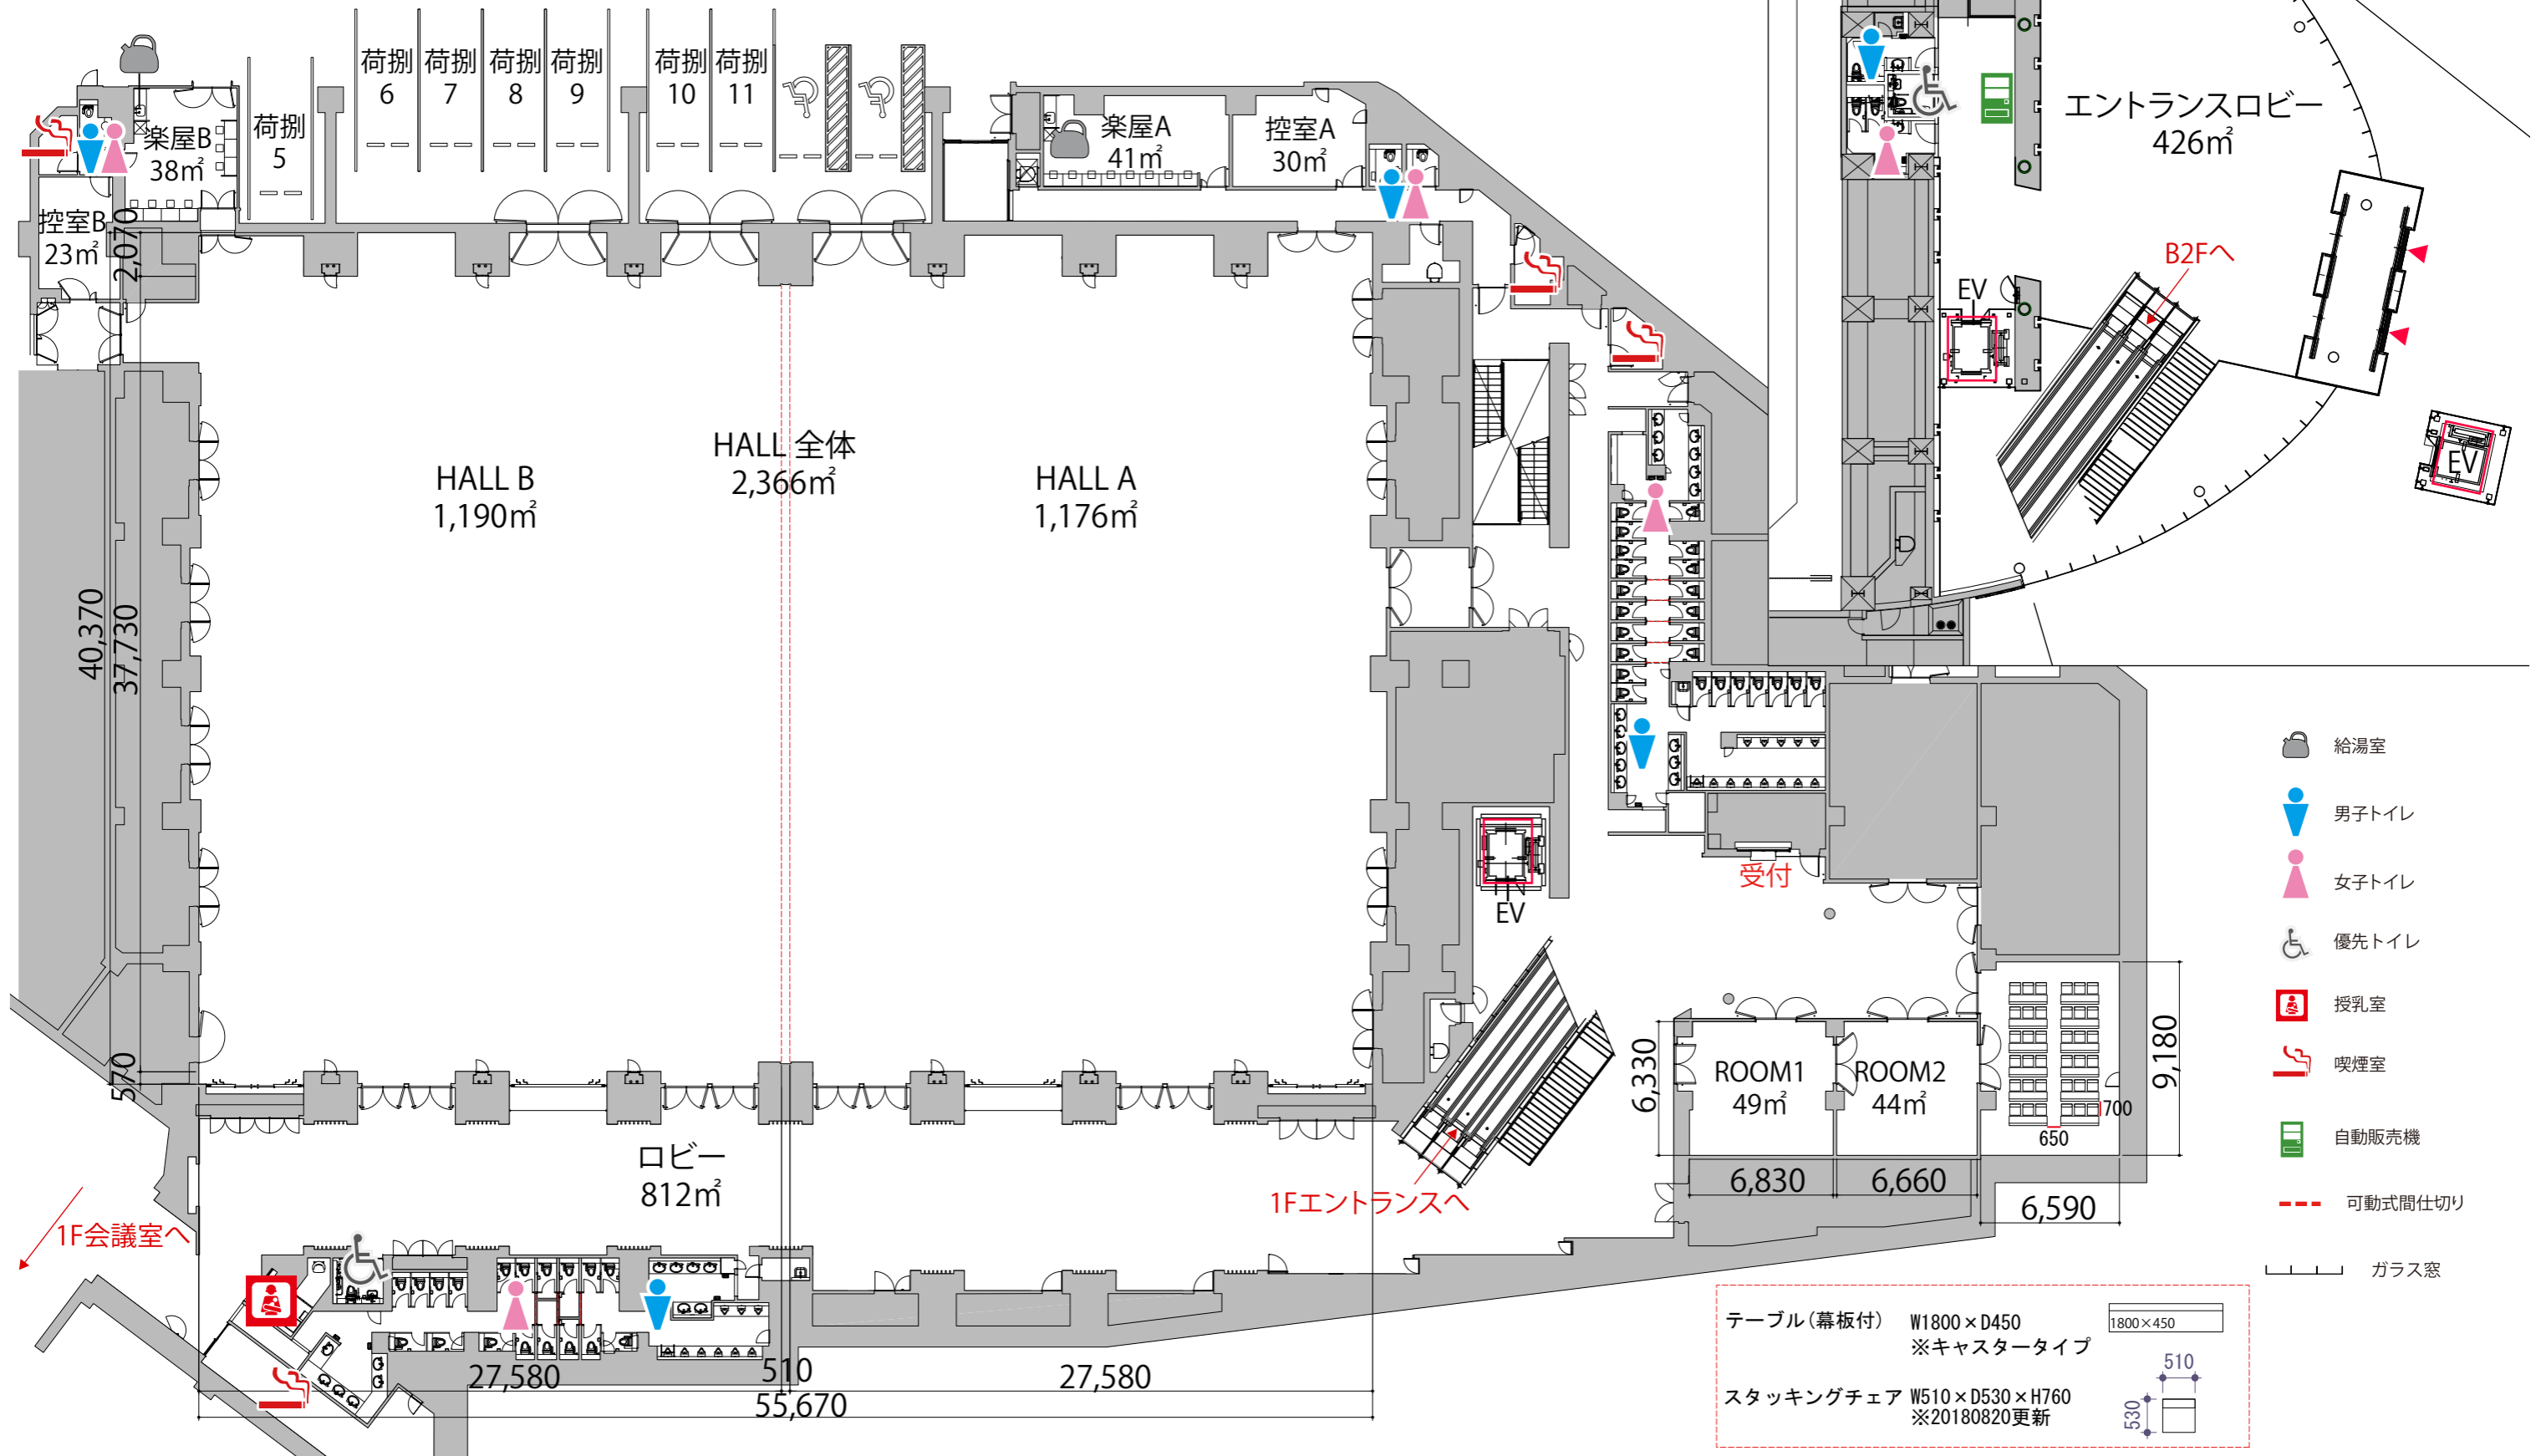 荷捌
6
荷捌
7
荷捌
8
荷捌
9
荷捌
10
荷捌
11
荷捌
5
楽屋B
38㎡
控室B
23㎡
楽屋A
41㎡
控室A
30㎡
エントランスロビー
426㎡
B2Fへ
EV
EV
2,070
HALL 全体
2,366㎡
HALL B
1,190㎡
HALL A
1,176㎡
40,370
37,730
570
EV
受付
給湯室
男子トイレ
女子トイレ
優先トイレ
授乳室
喫煙室
自動販売機
可動式間仕切り
ガラス窓
6,330
ROOM1
49㎡
ROOM2
44㎡
9,180
700
650
6,830
6,660
6,590
ロビー
812㎡
1Fエントランスへ
1F会議室へ
27,580
510
27,580
55,670
テーブル(幕板付) W1800×D450
※キャスタータイプ
1800×450
スタッキングチェア W510×D530×H760
※20180820更新
510
530